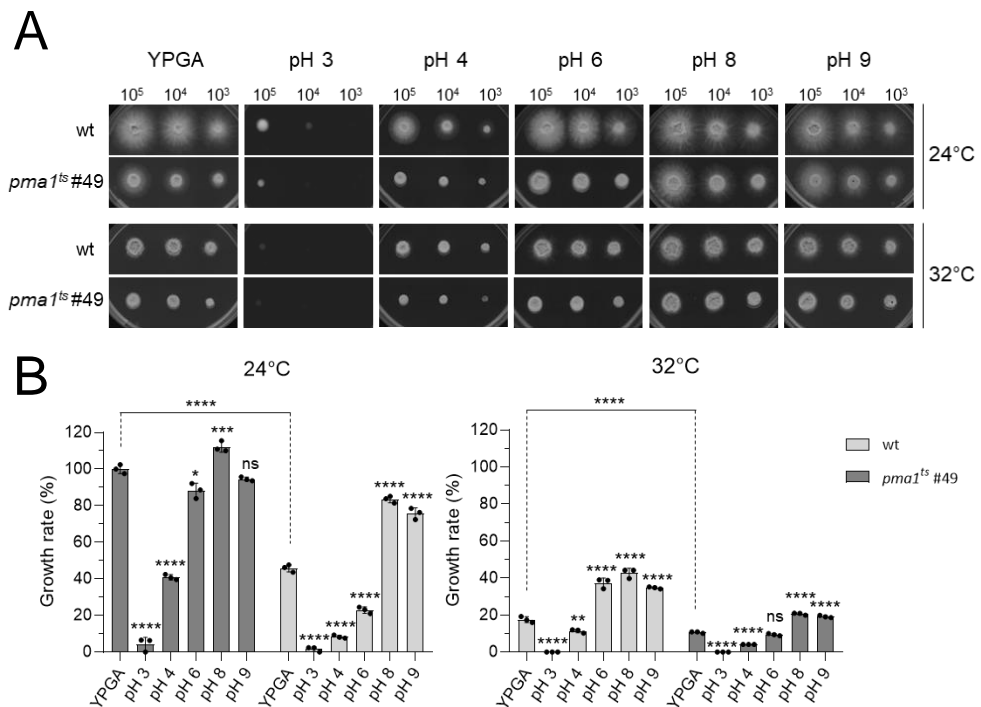 A
YPGA pH 3 pH 4 pH 6 pH 8 pH 9
10⁵ 10⁴ 10³ 10⁵ 10⁴ 10³ 10⁵ 10⁴ 10³ 10⁵ 10⁴ 10³ 10⁵ 10⁴ 10³ 10⁵ 10⁴ 10³
wt
24°C
pma1ᵗˢ #49
wt
32°C
pma1ᵗˢ #49
B
24°C
32°C
Growth rate (%)
120
100
80
60
40
20
0
****
****
****
*
***
ns
****
****
****
****
****
YPGA pH 3 pH 4 pH 6 pH 8 pH 9 YPGA pH 3 pH 4 pH 6 pH 8 pH 9
Growth rate (%)
120
100
80
60
40
20
0
****
****
**
****
****
****
****
****
ns
****
****
YPGA pH 3 pH 4 pH 6 pH 8 pH 9 YPGA pH 3 pH 4 pH 6 pH 8 pH 9
wt
pma1ᵗˢ #49